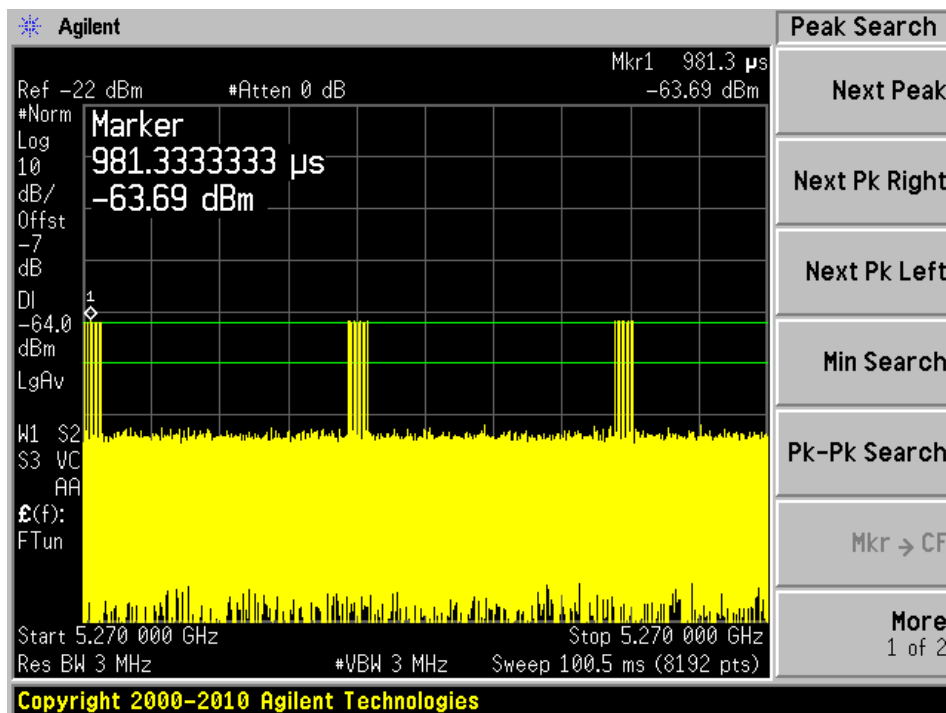 Agilent
Peak Search
Mkr1 981.3 µs
Ref -22 dBm #Atten 0 dB -63.69 dBm
Next Peak
#Norm
Log
10
dB/
Offst
-7
dB
DI
-64.0
dBm
LgAv
Marker
981.3333333 µs
-63.69 dBm
1
Next Pk Right
Next Pk Left
Min Search
W1 S2
S3 VC
AA
Pk-Pk Search
£(f):
FTun
Mkr → CF
Start 5.270 000 GHz Stop 5.270 000 GHz
Res BW 3 MHz #VBW 3 MHz Sweep 100.5 ms (8192 pts)
More
1 of 2
Copyright 2000-2010 Agilent Technologies